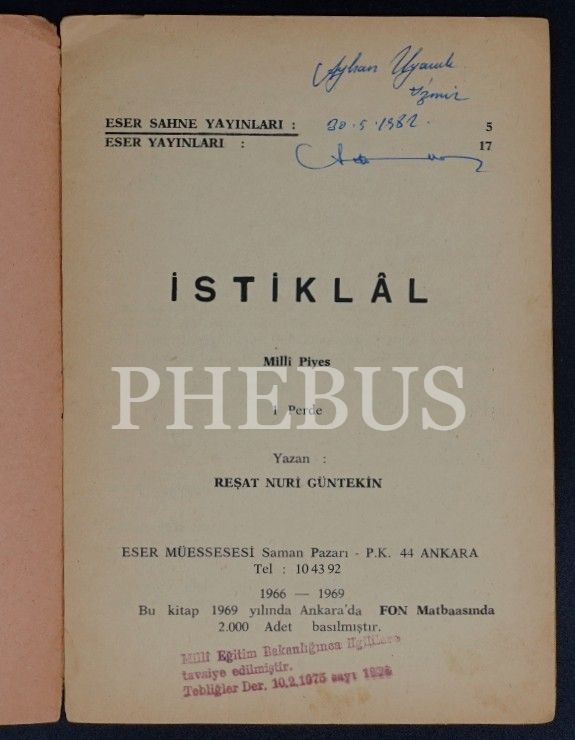 Ayhan Uyanık
İzmir
ESER SAHNE YAYINLARI : 30.5.1982. 5
ESER YAYINLARI : 17
İSTİKLÂL
Milli Piyes
PHEBUS
1 Perde
Yazan :
REŞAT NURİ GÜNTEKİN
ESER MÜESSESESİ Saman Pazarı - P.K. 44 ANKARA
Tel : 10 43 92
1966 — 1969
Bu kitap 1969 yılında Ankara'da FON Matbaasında
2.000 Adet basılmıştır.
Milli Eğitim Bakanlığınca ilgililere
tavsiye edilmiştir.
Tebliğler Der. 10.2.1675 sayı